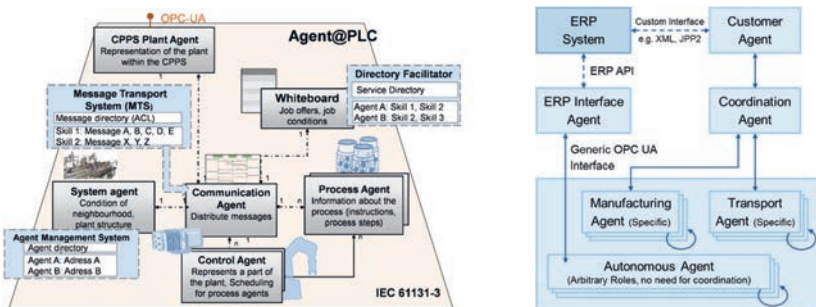 OPC-UA
Agent@PLC
CPPS Plant Agent
Representation of the plant
within the CPPS
Directory Facilitator
Service Directory
Agent A: Skill 1, Skill 2
Agent B: Skill 2, Skill 3
Message Transport
System (MTS)
Message directory (ACL)
Skill 1: Message A, B, C, D, E
Skill 2: Message X, Y, Z
Whiteboard
Job offers, job
conditions
1
1
1
System agent
Condition of
neighbourhood,
plant structure
1
1
Communication
Agent
Distribute messages
1
n
Process Agent
Information about the
process (instructions,
process steps)
Agent Management System
Agent directory
Agent A: Adress A
Agent B: Adress B
1
n
n
n
Control Agent
Represents a part of
the plant, Scheduling
for process agents
IEC 61131-3
ERP
System
Custom Interface
e.g. XML, JPP2
Customer
Agent
ERP API
ERP Interface
Agent
Coordination
Agent
Generic OPC UA
Interface
Manufacturing
Agent (Specific)
Transport
Agent (Specific)
Autonomous Agent
(Arbitrary Roles, no need for coordination)